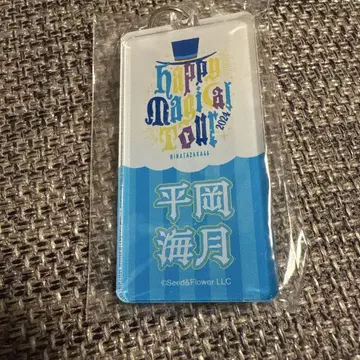 Happy
Magical
Tour
2024
HINATAZAKA46
平岡
海月
©Seed&Flower LLC